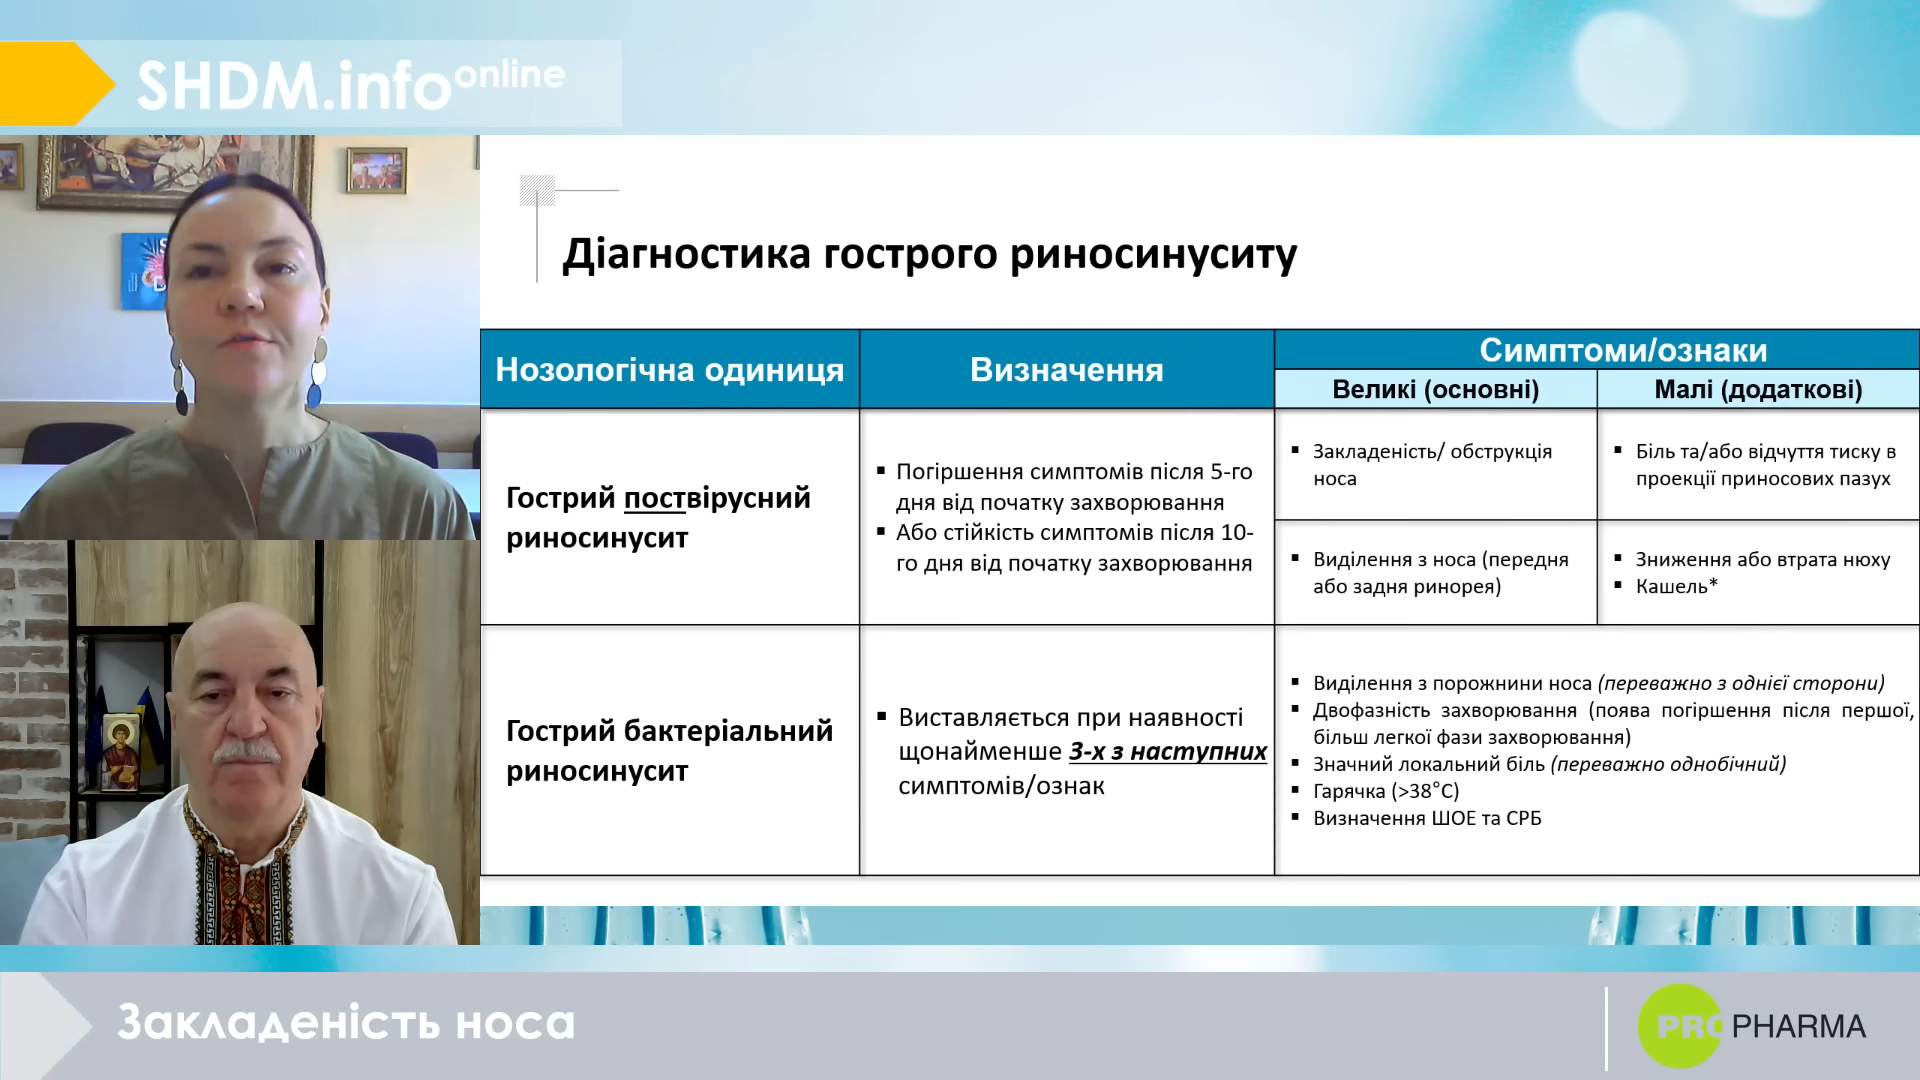 SHDM.info online
Діагностика гострого риносинуситу
Нозологічна одиниця
Визначення
Симптоми/ознаки
Великі (основні)
Малі (додаткові)
Гострий поствірусний
риносинусит
▪ Погіршення симптомів після 5-го
дня від початку захворювання
▪ Або стійкість симптомів після 10-
го дня від початку захворювання
▪ Закладеність/ обструкція
носа
▪ Біль та/або відчуття тиску в
проекції приносових пазух
▪ Виділення з носа (передня
або задня ринорея)
▪ Зниження або втрата нюху
▪ Кашель*
Гострий бактеріальний
риносинусит
▪ Виставляється при наявності
щонайменше 3-х з наступних
симптомів/ознак
▪ Виділення з порожнини носа (переважно з однієї сторони)
▪ Двофазність захворювання (поява погіршення після першої,
більш легкої фази захворювання)
▪ Значний локальний біль (переважно однобічний)
▪ Гарячка (>38°C)
▪ Визначення ШОЕ та СРБ
Закладеність носа
PRO PHARMA